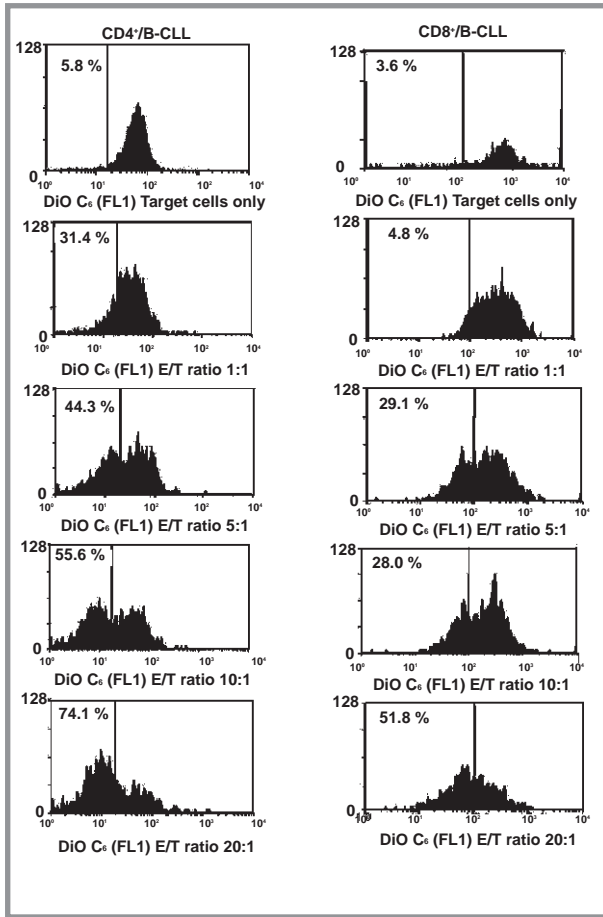 CD4⁺/B-CLL CD8⁺/B-CLL
128 5.8 % 128 3.6 %
0 0
10⁰ 10¹ 10² 10³ 10⁴ 10⁰ 10¹ 10² 10³ 10⁴
DiO C₆ (FL1) Target cells only DiO C₆ (FL1) Target cells only
128 31.4 % 128 4.8 %
0 0
10⁰ 10¹ 10² 10³ 10⁴ 10⁰ 10¹ 10² 10³ 10⁴
DiO C₆ (FL1) E/T ratio 1:1 DiO C₆ (FL1) E/T ratio 1:1
128 44.3 % 128 29.1 %
0 0
10⁰ 10¹ 10² 10³ 10⁴ 10⁰ 10¹ 10² 10³ 10⁴
DiO C₆ (FL1) E/T ratio 5:1 DiO C₆ (FL1) E/T ratio 5:1
128 55.6 % 128 28.0 %
0 0
10⁰ 10¹ 10² 10³ 10⁴ 10⁰ 10¹ 10² 10³ 10⁴
DiO C₆ (FL1) E/T ratio 10:1 DiO C₆ (FL1) E/T ratio 10:1
128 74.1 % 128 51.8 %
0 0
10⁰ 10¹ 10² 10³ 10⁴ 10¹ 10² 10³ 10⁴
DiO C₆ (FL1) E/T ratio 20:1 DiO C₆ (FL1) E/T ratio 20:1